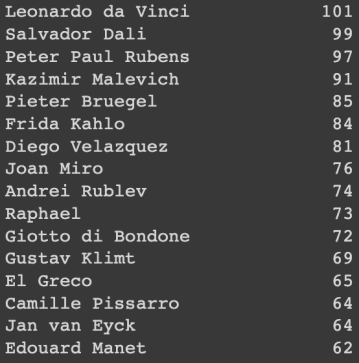 Leonardo da Vinci 101
Salvador Dali 99
Peter Paul Rubens 97
Kazimir Malevich 91
Pieter Bruegel 85
Frida Kahlo 84
Diego Velazquez 81
Joan Miro 76
Andrei Rublev 74
Raphael 73
Giotto di Bondone 72
Gustav Klimt 69
El Greco 65
Camille Pissarro 64
Jan van Eyck 64
Edouard Manet 62